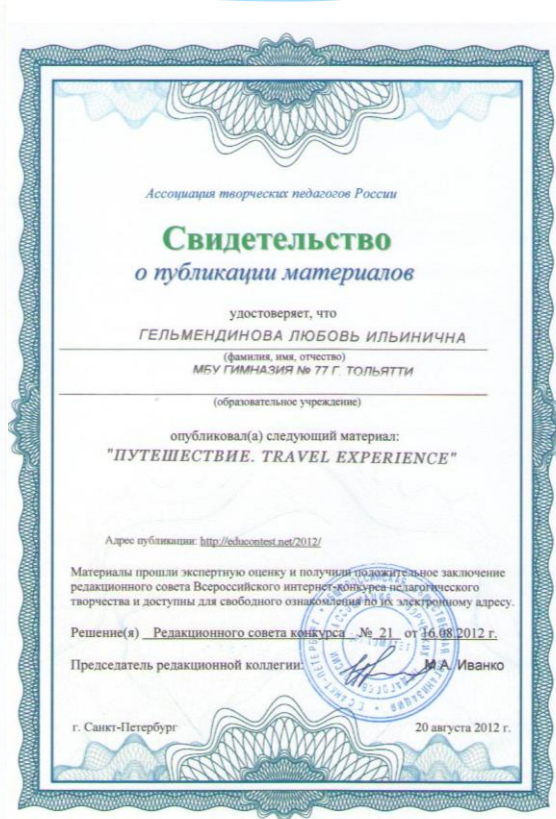 Ассоциация творческих педагогов России
Свидетельство
о публикации материалов
удостоверяет, что
ГЕЛЬМЕНДИНОВА ЛЮБОВЬ ИЛЬИНИЧНА
(фамилия, имя, отчество)
МБУ ГИМНАЗИЯ № 77 Г. ТОЛЬЯТТИ
(образовательное учреждение)
опубликовал(а) следующий материал:
"ПУТЕШЕСТВИЕ. TRAVEL EXPERIENCE"
Адрес публикации: http://educontest.net/2012/
Материалы прошли экспертную оценку и получили положительное заключение
редакционного совета Всероссийского интернет-конкурса педагогического
творчества и доступны для свободного ознакомления по их электронному адресу.
Решение(я) Редакционного совета конкурса № 21 от 16.08.2012 г.
Председатель редакционной коллегии: М.А. Иванко
г. Санкт-Петербург 20 августа 2012 г.